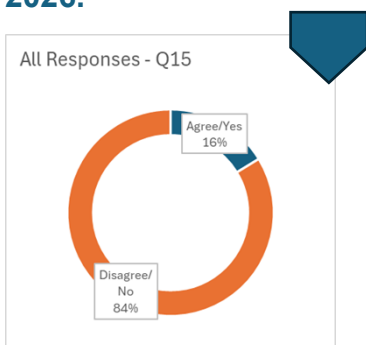 2026.
All Responses - Q15
Agree/Yes
16%
Disagree/
No
84%